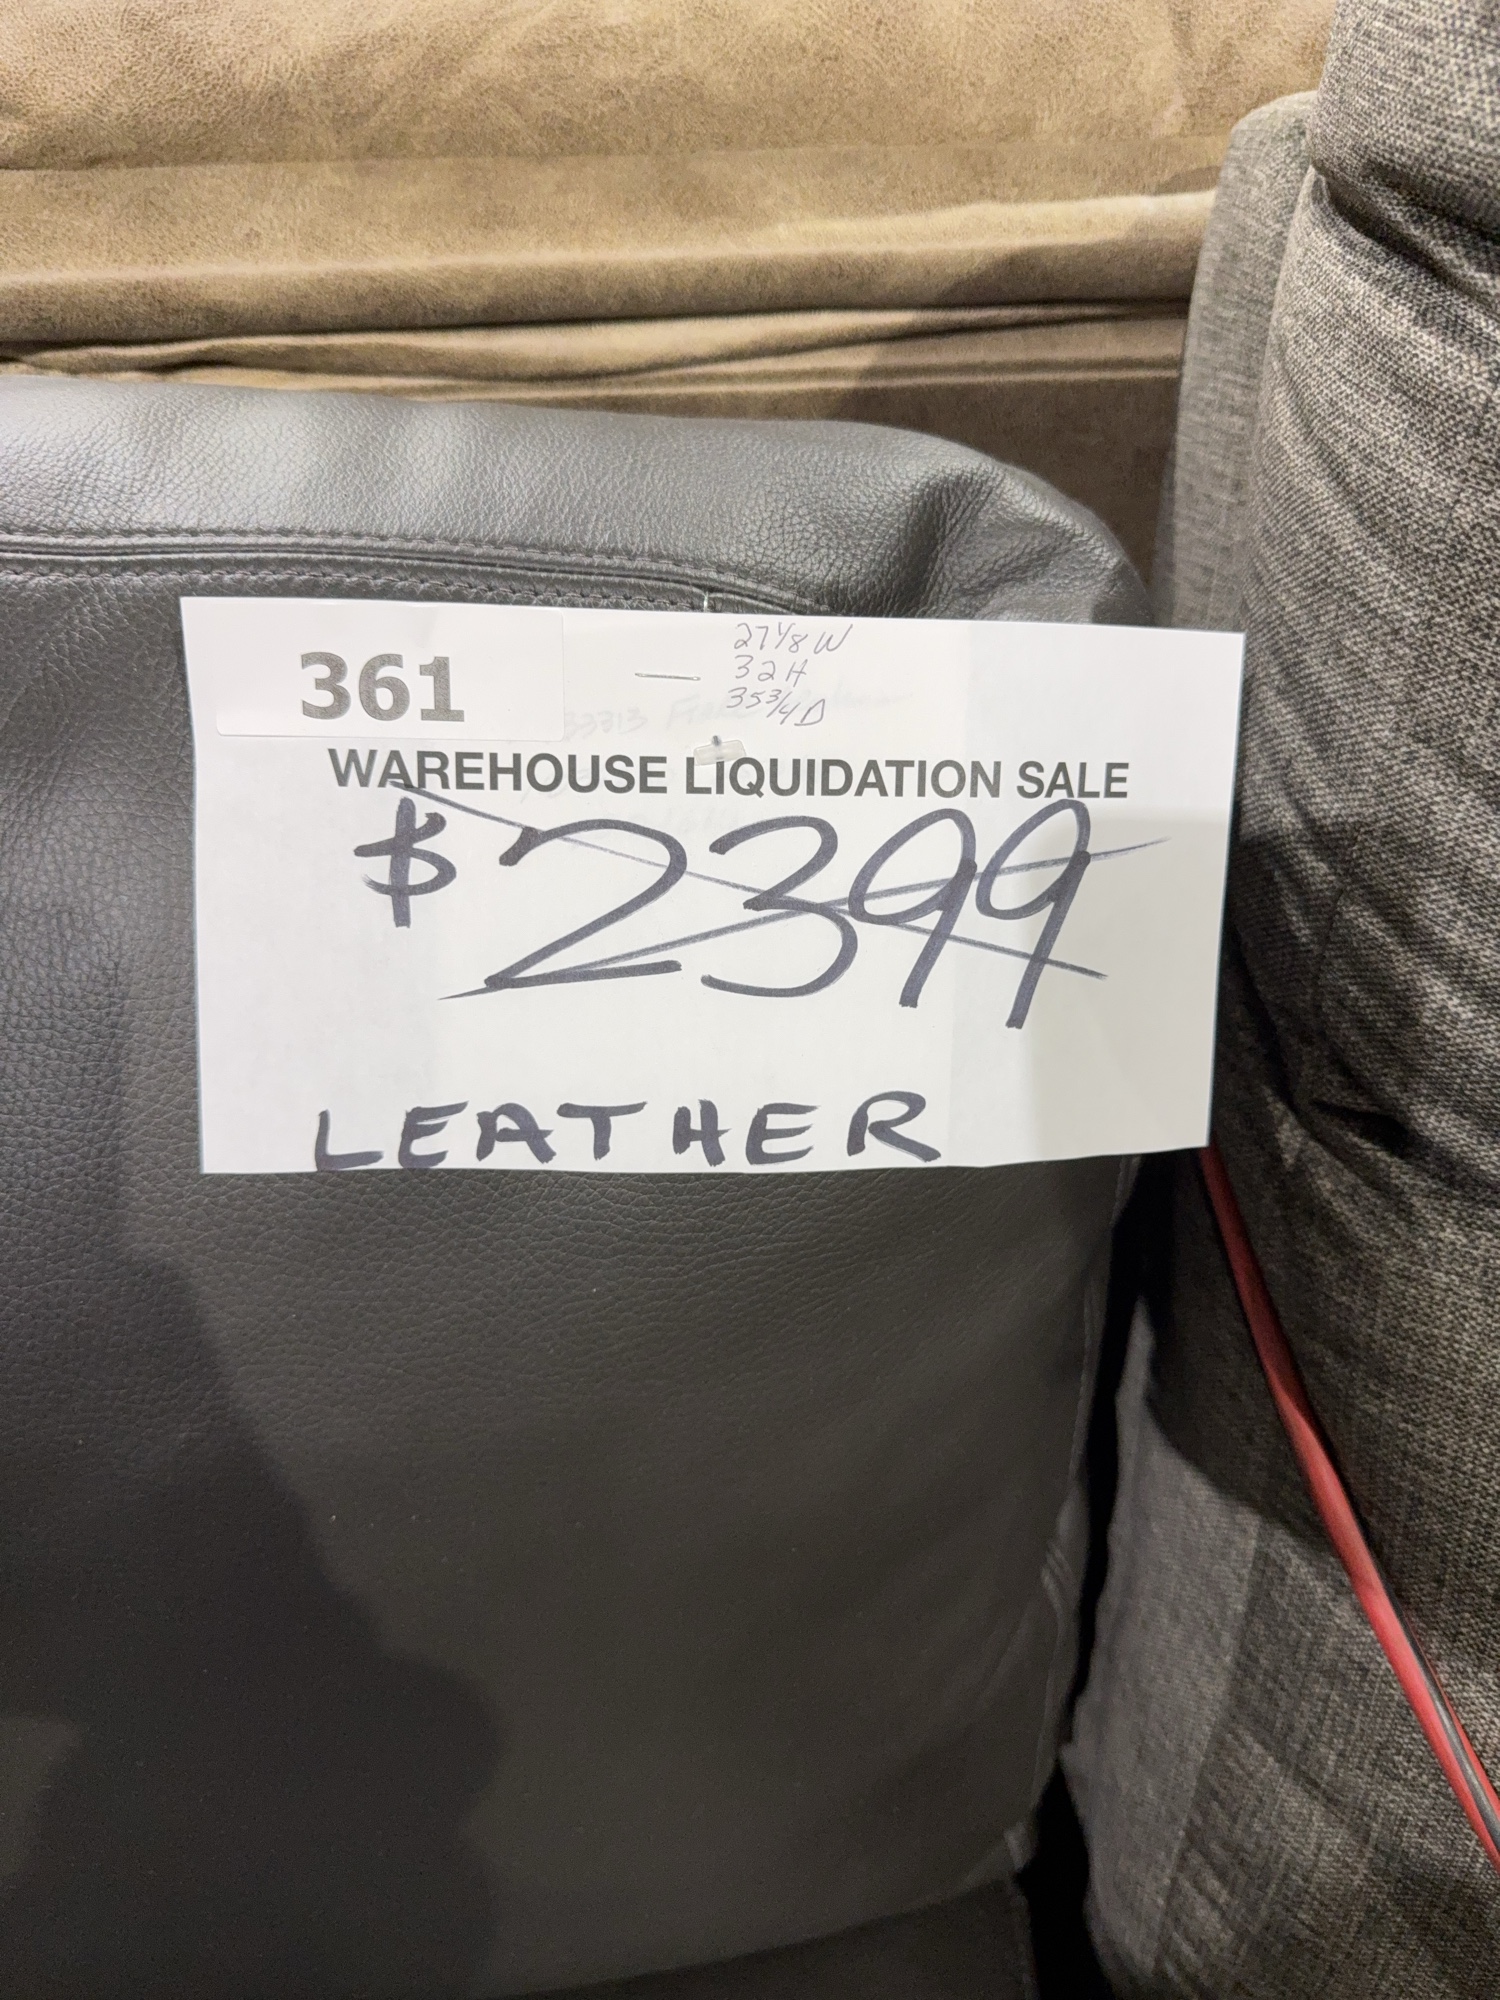 361
27 1/8 W
32 H
35 3/4 D
WAREHOUSE LIQUIDATION SALE
$2399
LEATHER